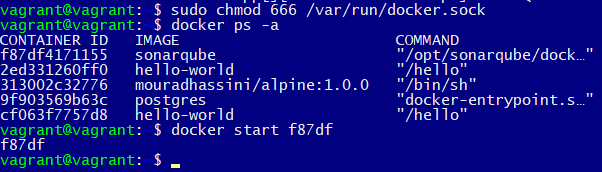 vagrant@vagrant:~$ sudo chmod 666 /var/run/docker.sock
vagrant@vagrant:~$ docker ps -a
CONTAINER ID   IMAGE                       COMMAND
f87df4171155   sonarqube                   "/opt/sonarqube/dock…"
2ed331260ff0   hello-world                 "/hello"
313002c32776   mouradhassini/alpine:1.0.0   "/bin/sh"
9f903569b63c   postgres                    "docker-entrypoint.s…"
cf063f7757d8   hello-world                 "/hello"
vagrant@vagrant:~$ docker start f87df
f87df
vagrant@vagrant:~$